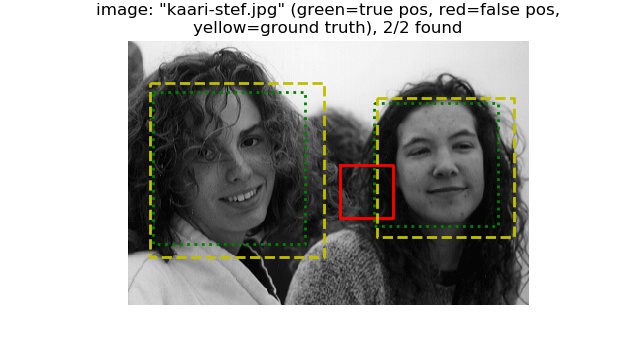 image: "kaari-stef.jpg" (green=true pos, red=false pos,
yellow=ground truth), 2/2 found